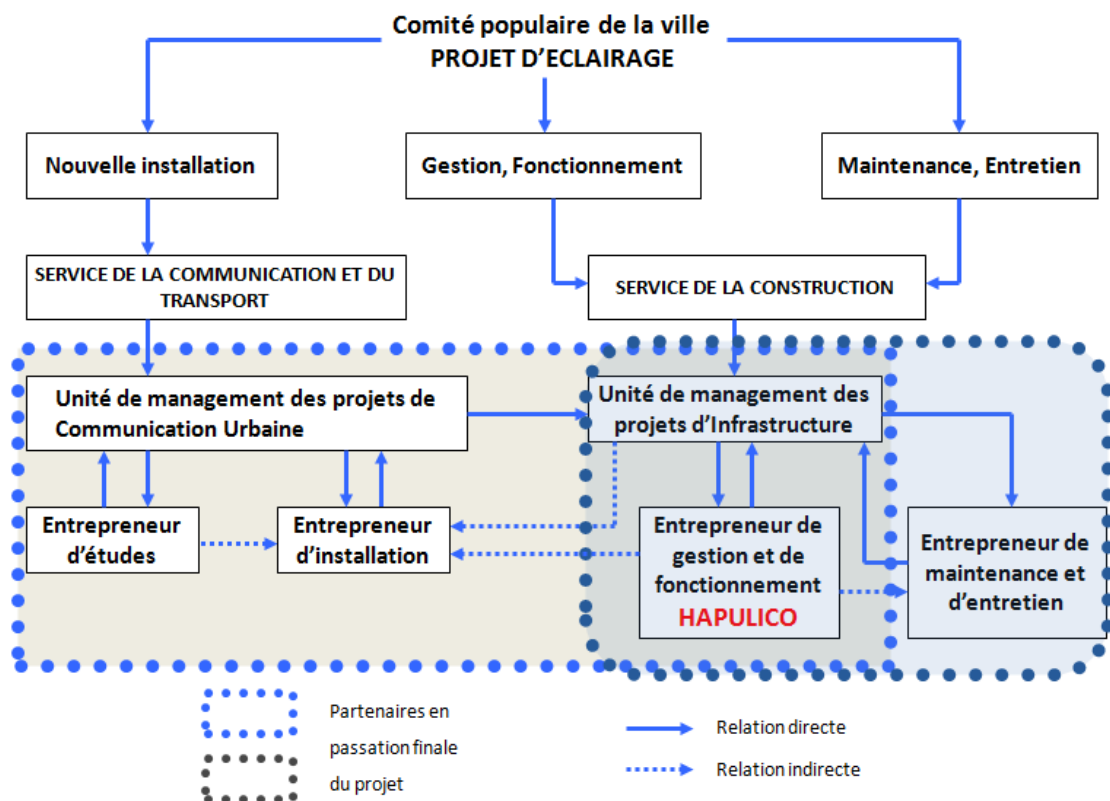 Comité populaire de la ville
PROJET D'ECLAIRAGE
Nouvelle installation
Gestion, Fonctionnement
Maintenance, Entretien
SERVICE DE LA COMMUNICATION ET DU
TRANSPORT
SERVICE DE LA CONSTRUCTION
Unité de management des projets de
Communication Urbaine
Unité de management des
projets d'Infrastructure
Entrepreneur
d'études
Entrepreneur
d'installation
Entrepreneur de
gestion et de
fonctionnement
HAPULICO
Entrepreneur de
maintenance et
d'entretien
Partenaires en
passation finale
du projet
Relation directe
Relation indirecte